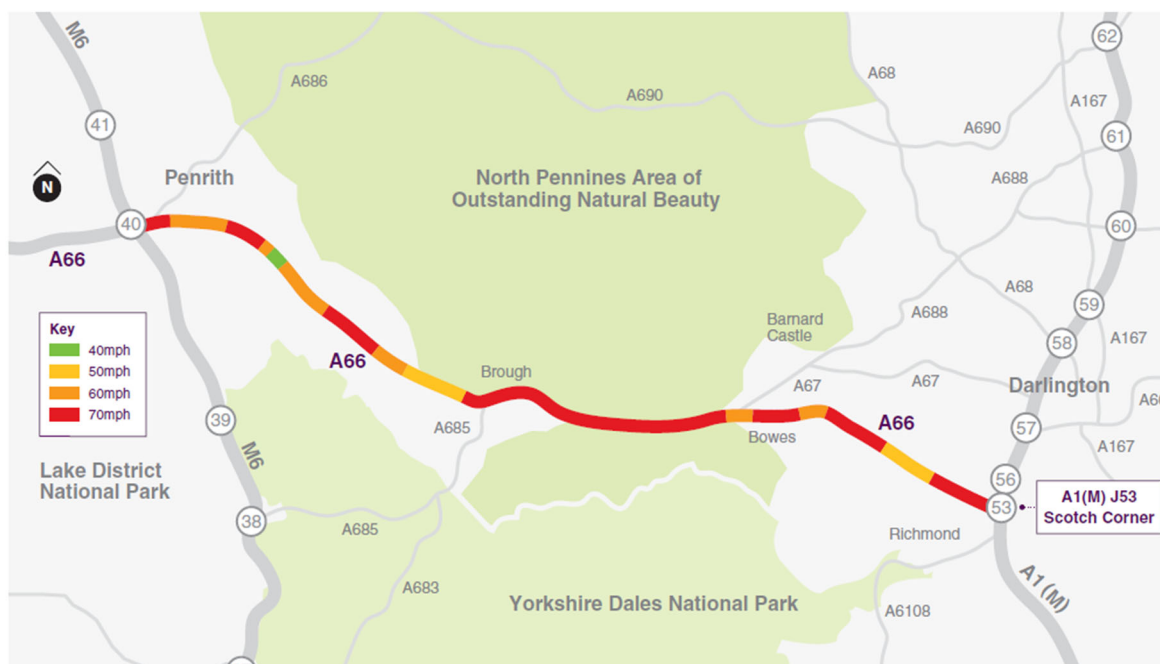 M6
62
A68
A686
A690
A167
41
A690
61
N
Penrith
North Pennines Area of
Outstanding Natural Beauty
A688
40
60
A66
A68
59
Key
40mph
50mph
60mph
70mph
Barnard
Castle
A688
A167
58
A66
Brough
A67
A67
Darlington
39
A685
Bowes
A66
57
A167
M6
Lake District
National Park
56
53
A1(M) J53
Scotch Corner
38
A685
Richmond
A683
Yorkshire Dales National Park
A6108
A1 (M)